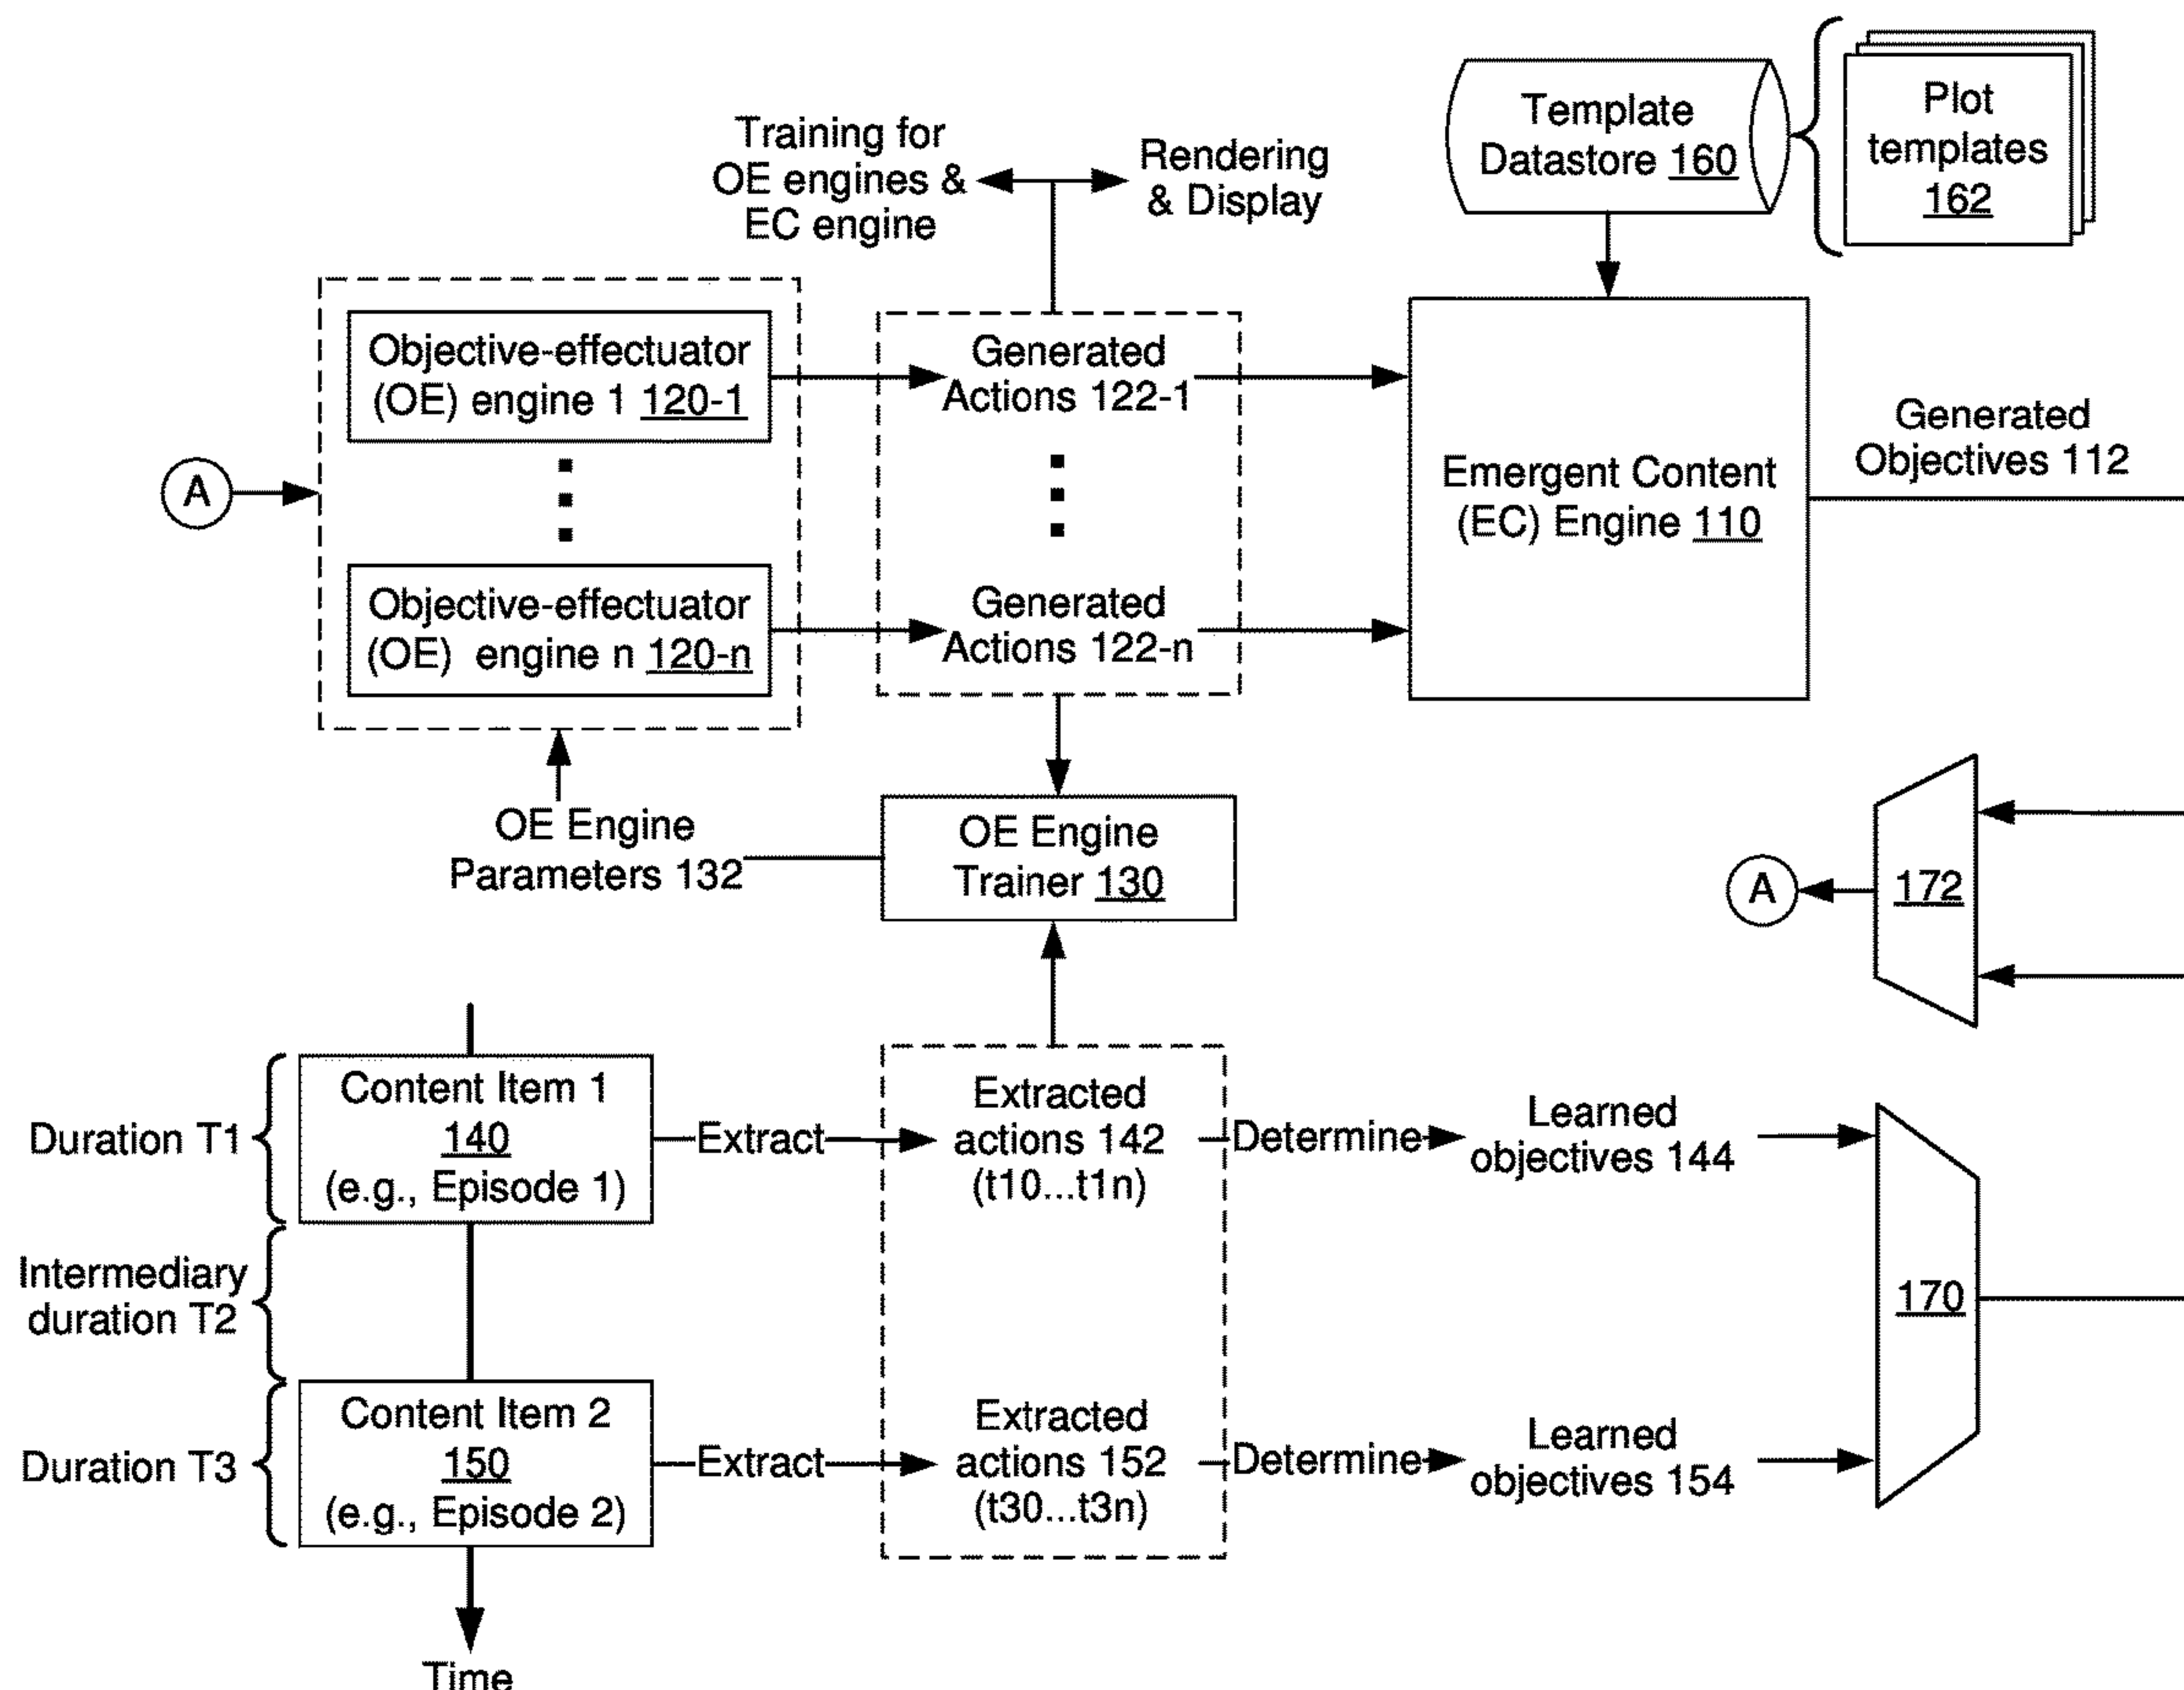 Training for
OE engines &
EC engine
Rendering
& Display
Template
Datastore 160
Plot
templates
162
Objective-effectuator
(OE) engine 1 120-1
Generated
Actions 122-1
A
Emergent Content
(EC) Engine 110
Generated
Objectives 112
Objective-effectuator
(OE) engine n 120-n
Generated
Actions 122-n
OE Engine
Parameters 132
OE Engine
Trainer 130
A
172
Duration T1
Content Item 1
140
(e.g., Episode 1)
Extract
Extracted
actions 142
(t10...t1n)
Determine
Learned
objectives 144
Intermediary
duration T2
170
Duration T3
Content Item 2
150
(e.g., Episode 2)
Extract
Extracted
actions 152
(t30...t3n)
Determine
Learned
objectives 154
Time